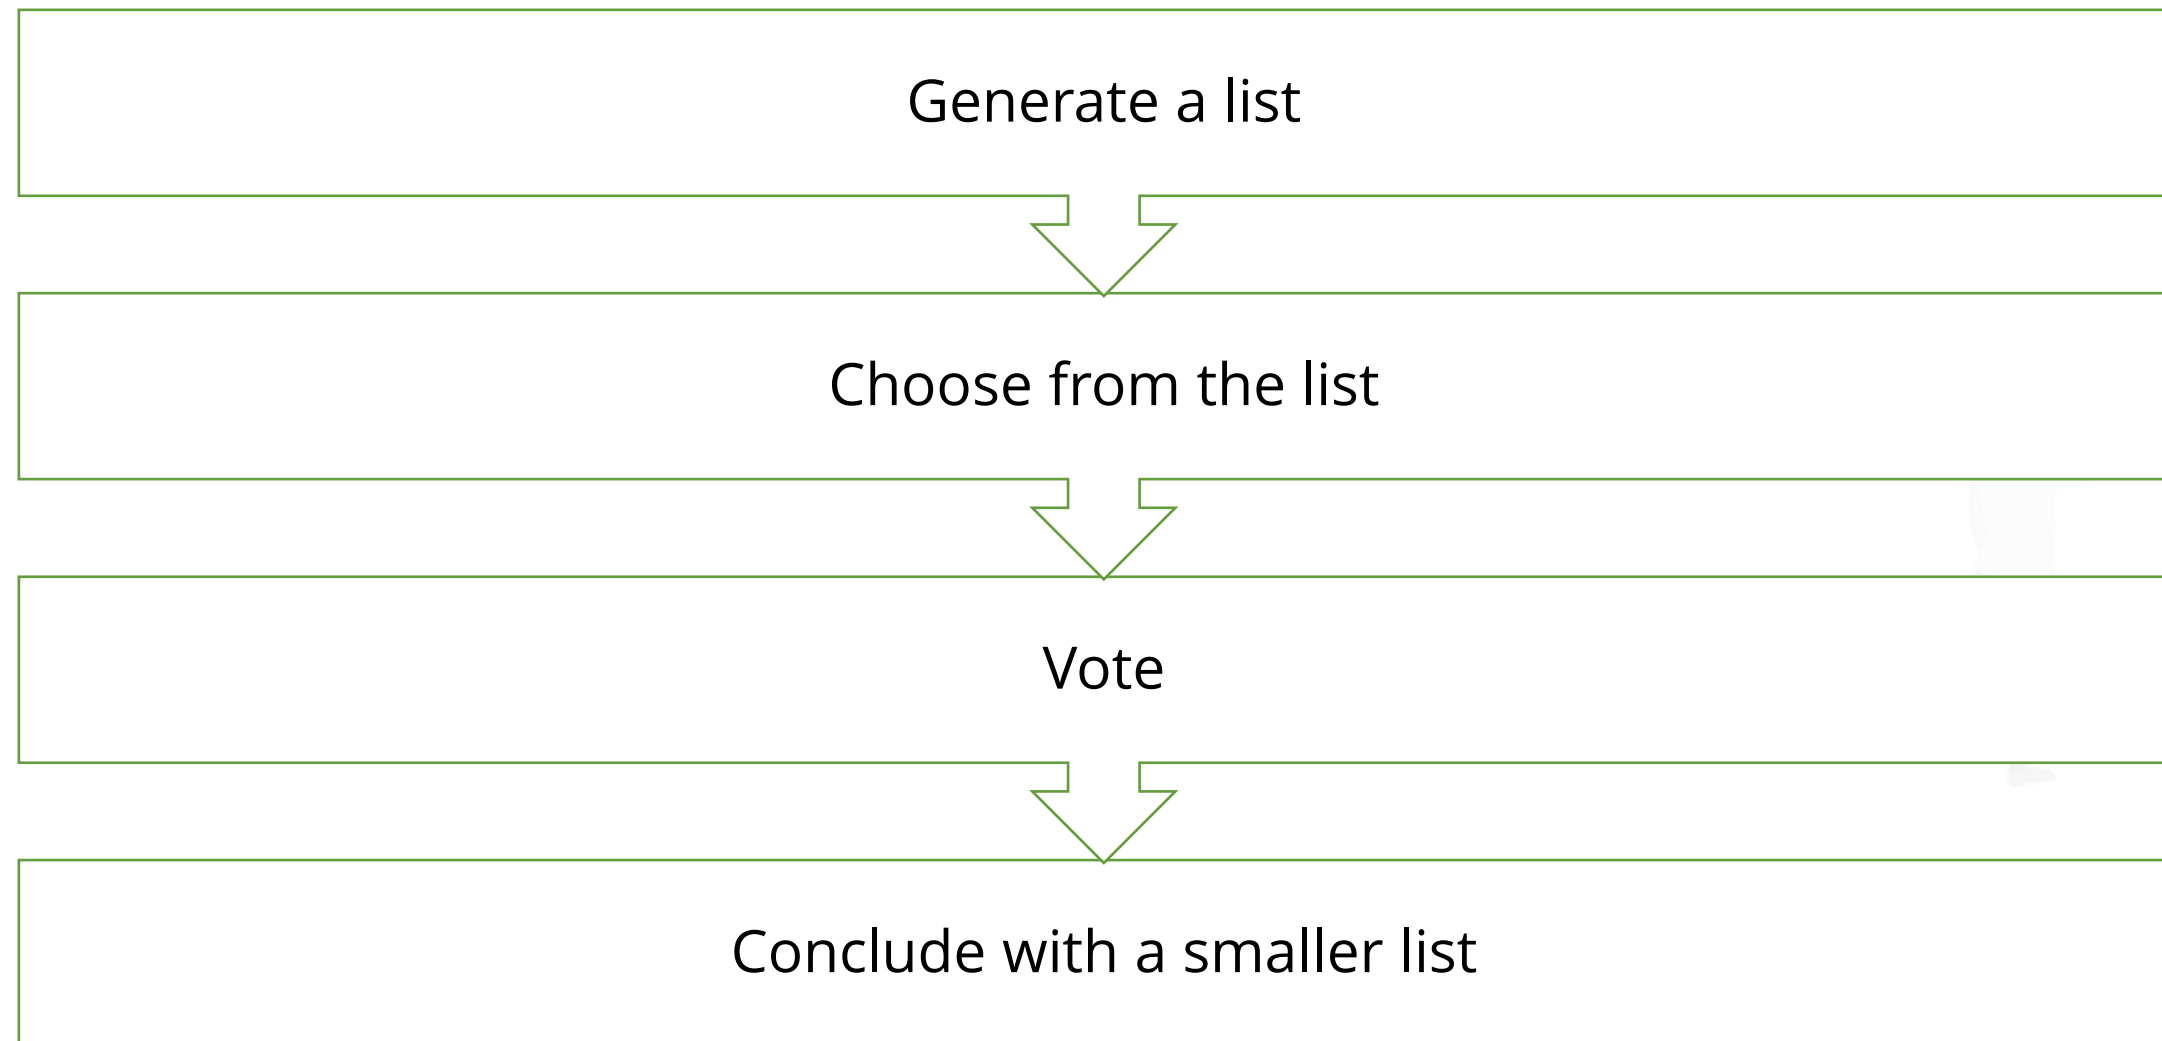 Generate a list
Choose from the list
Vote
Conclude with a smaller list